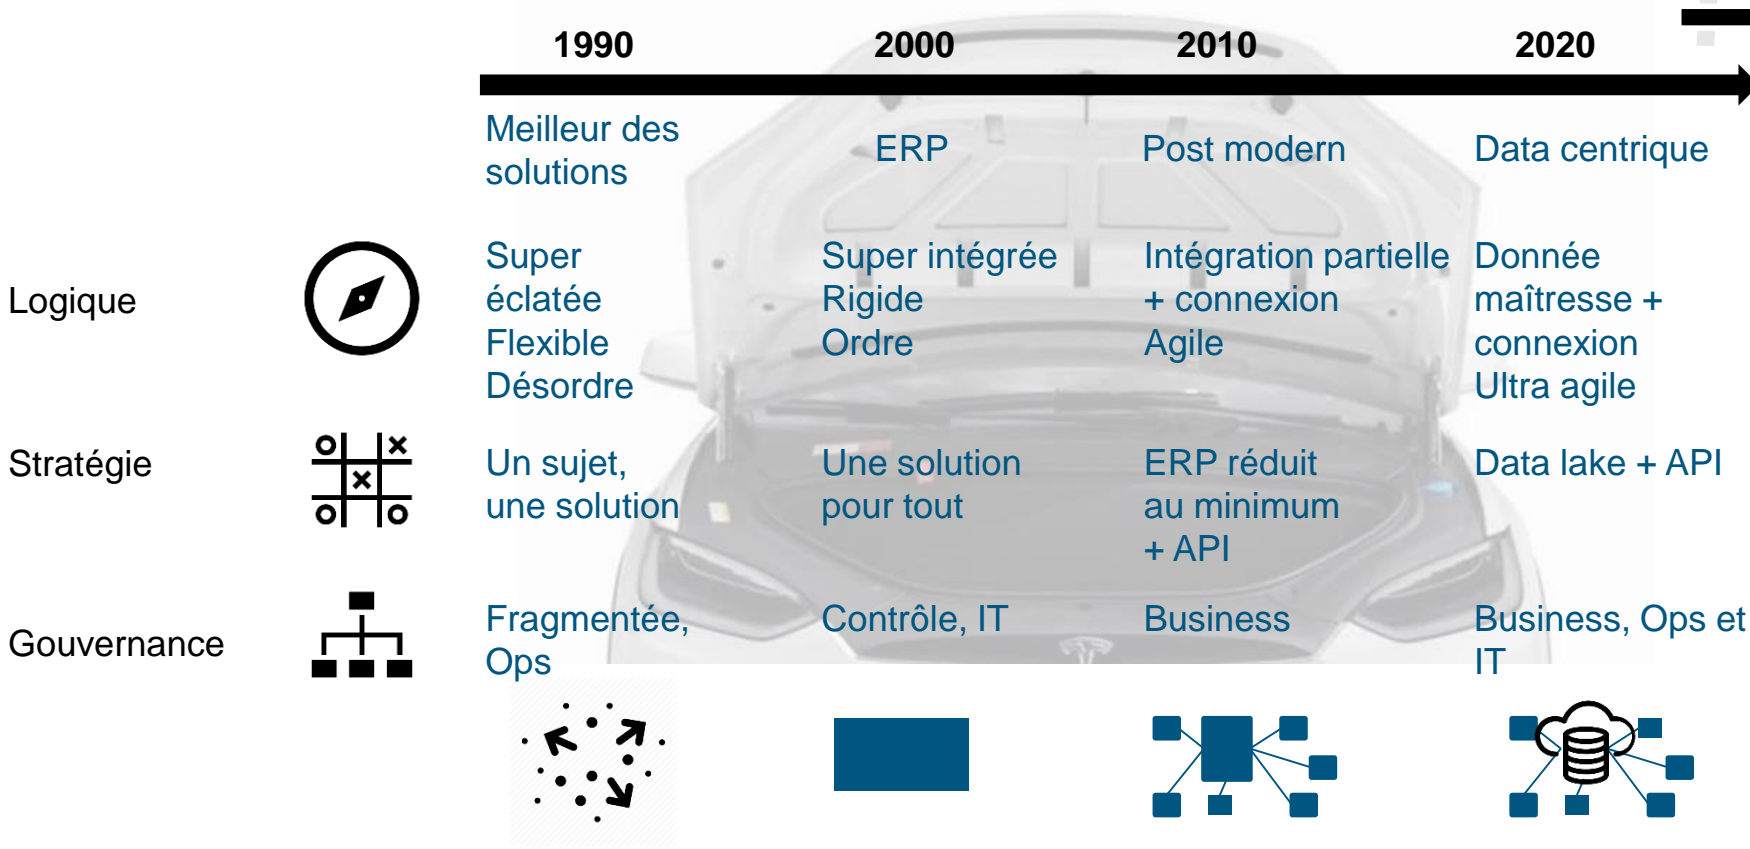 1990
2000
2010
2020
Meilleur des
solutions
ERP
Post modern
Data centrique
Logique
Super
éclatée
Flexible
Désordre
Super intégrée
Rigide
Ordre
Intégration partielle
+ connexion
Agile
Donnée
maîtresse +
connexion
Ultra agile
Stratégie
Un sujet,
une solution
Une solution
pour tout
ERP réduit
au minimum
+ API
Data lake + API
Gouvernance
Fragmentée,
Ops
Contrôle, IT
Business
Business, Ops et
IT